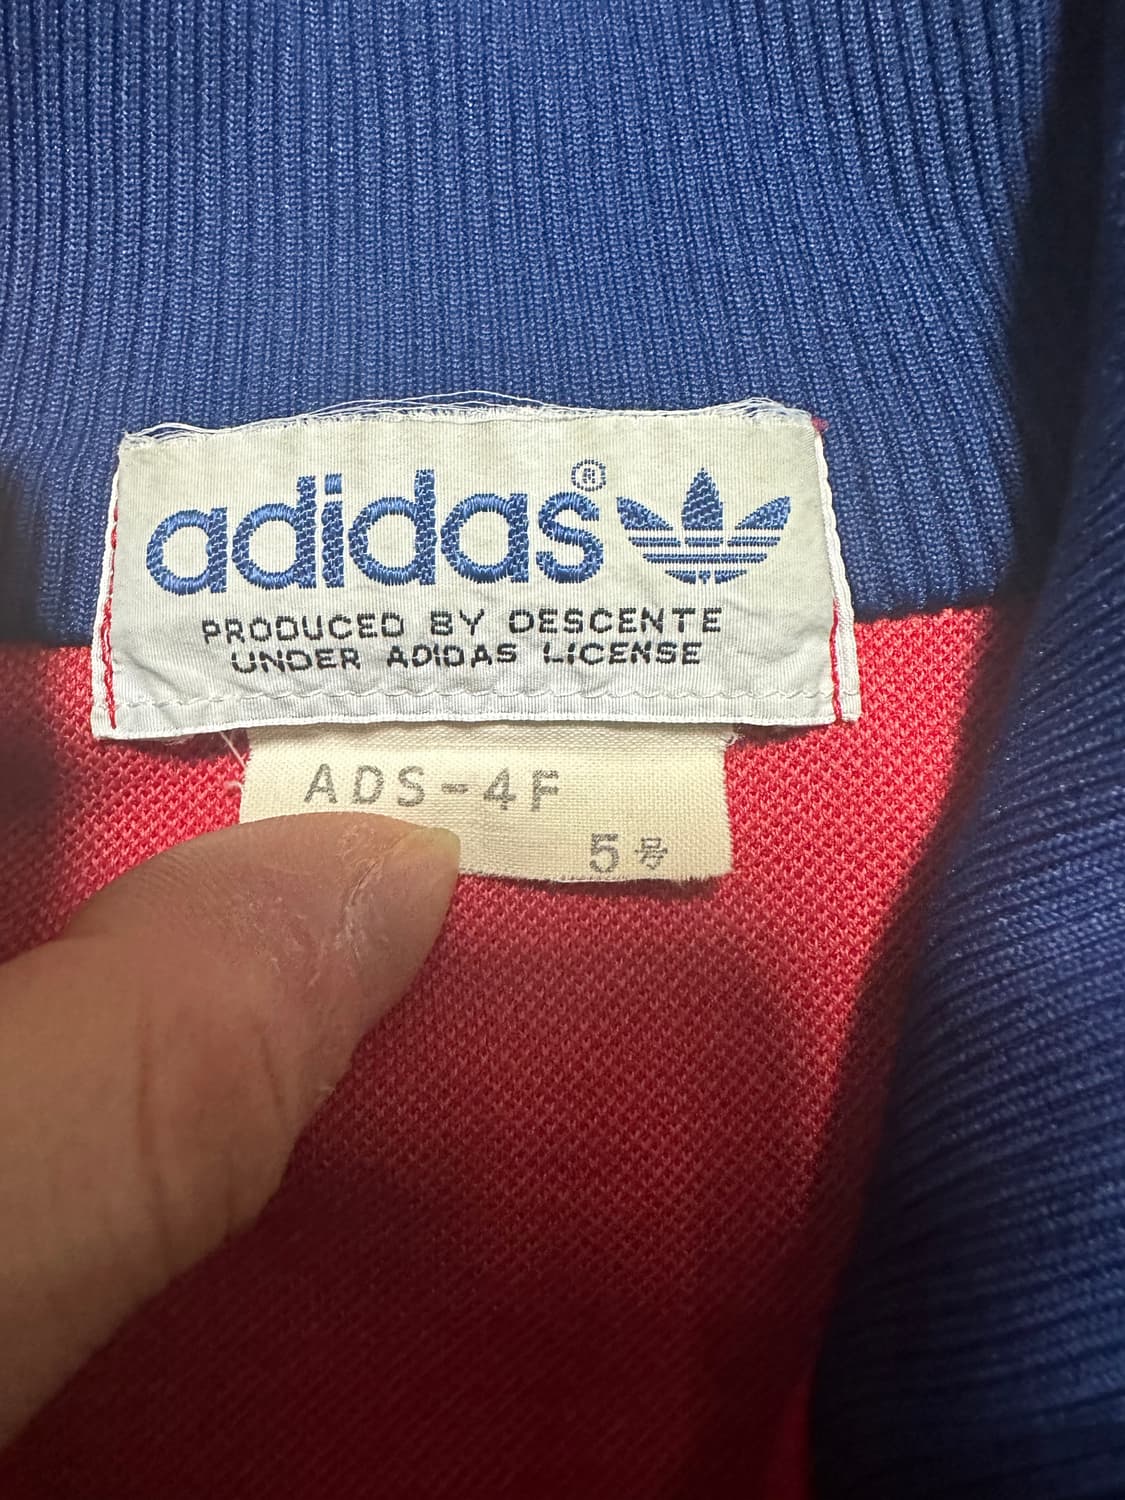 adidas®
PRODUCED BY DESCENTE
UNDER ADIDAS LICENSE
ADS-4F
5号